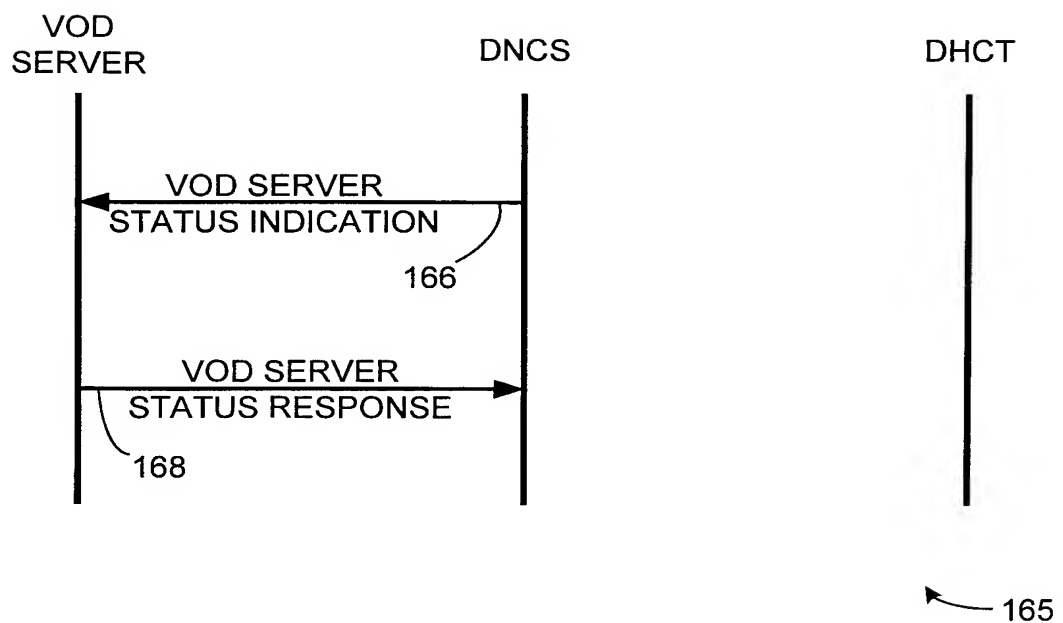 VOD
SERVER
DNCS
DHCT
VOD SERVER
STATUS INDICATION
166
VOD SERVER
STATUS RESPONSE
168
165